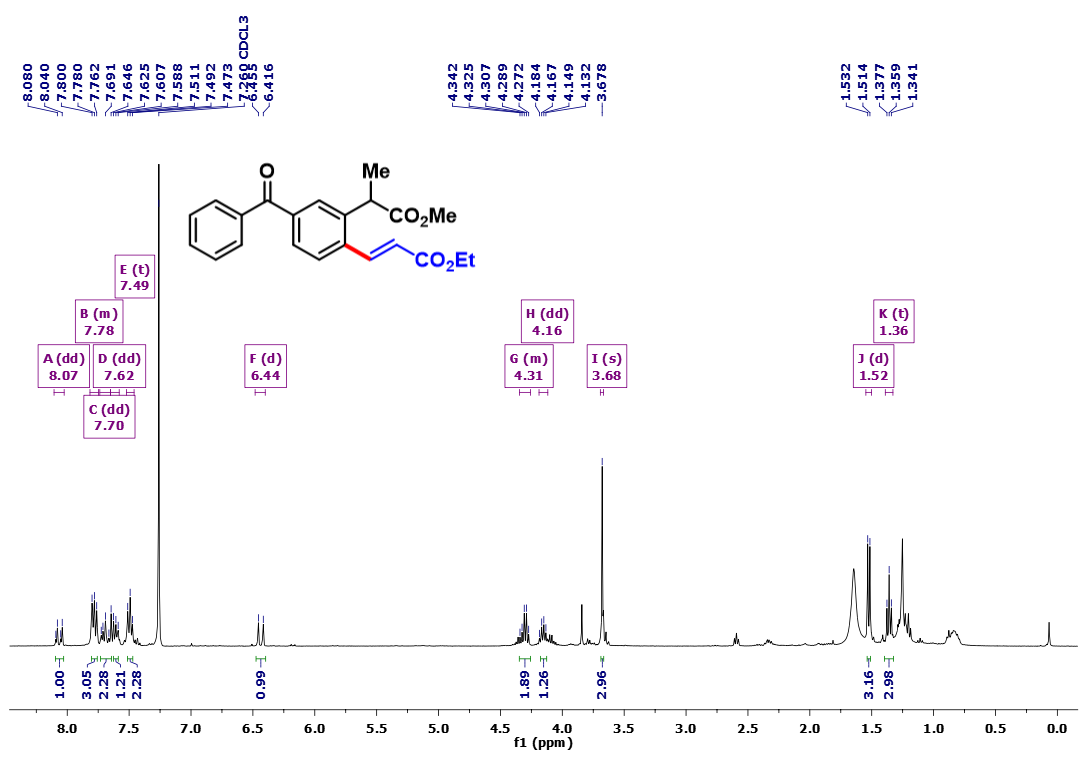 8.080
8.040
7.800
7.780
7.762
7.691
7.646
7.625
7.607
7.588
7.511
7.492
7.473
7.260 CDCL3
6.455
6.416
4.342
4.325
4.307
4.289
4.272
4.184
4.167
4.149
4.132
3.678
1.532
1.514
1.377
1.359
1.341
O
Me
CO2Me
CO2Et
E (t)
7.49
B (m)
7.78
H (dd)
4.16
K (t)
1.36
A (dd)
8.07
D (dd)
7.62
F (d)
6.44
G (m)
4.31
I (s)
3.68
J (d)
1.52
C (dd)
7.70
1.00
3.05
2.28
1.21
2.28
0.99
1.89
1.26
2.96
3.16
2.98
8.0 7.5 7.0 6.5 6.0 5.5 5.0 4.5 4.0 3.5 3.0 2.5 2.0 1.5 1.0 0.5 0.0
f1 (ppm)